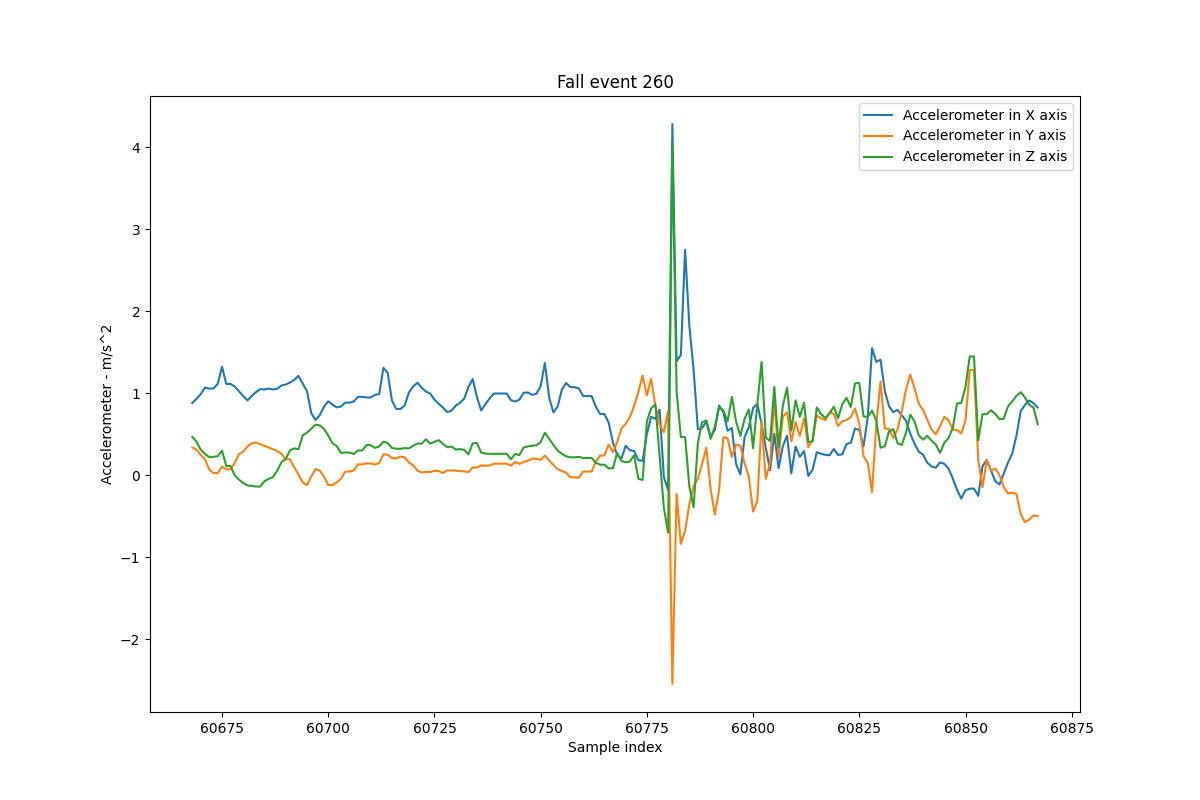 Fall event 260
Accelerometer in X axis
Accelerometer in Y axis
Accelerometer in Z axis
Accelerometer - m/s^2
4
3
2
1
0
−1
−2
60675 60700 60725 60750 60775 60800 60825 60850 60875
Sample index